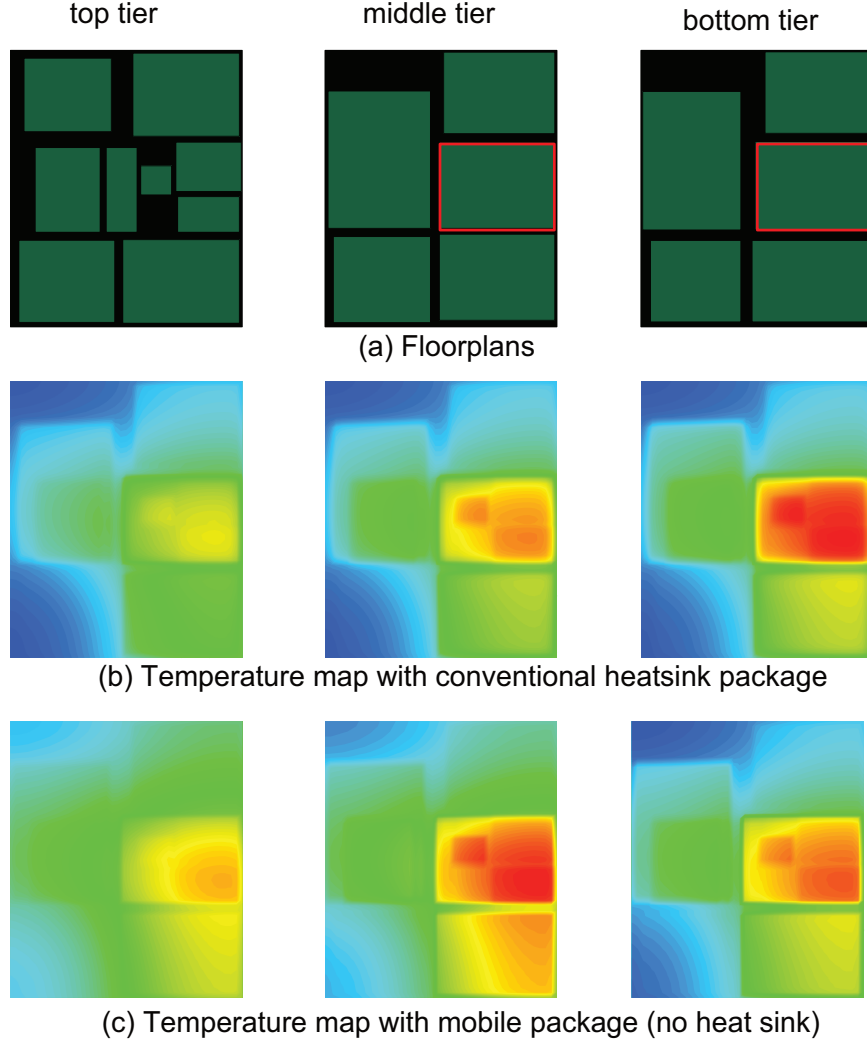 top tier
middle tier
bottom tier
(a) Floorplans
(b) Temperature map with conventional heatsink package
(c) Temperature map with mobile package (no heat sink)